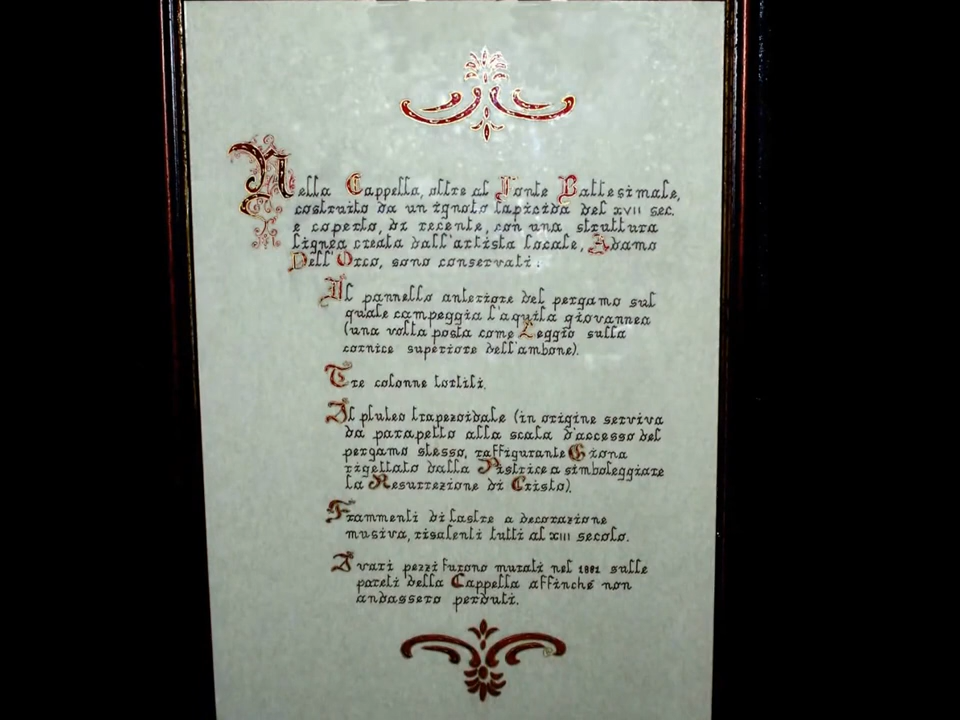 Nella Cappella, oltre al Fonte Battesimale,
costruito da un ignoto lapicida del XVII sec.
e coperto, di recente, con una struttura
lignea creata dall'artista locale, Adamo
Dell'Orco, sono conservati:
Il pannello anteriore del pergamo sul
quale campeggia l'aquila giovannea
(una volta posta come Leggio sulla
cornice superiore dell'ambone).
Tre colonne tortili.
Il pluteo trapezoidale (in origine serviva
da parapetto alla scala d'accesso del
pergamo stesso, raffigurante Giona
rigettato dalla Pistrice a simboleggiare
la Resurrezione di Cristo).
Frammenti di lastre a decorazione
musiva, risalenti tutti al XIII secolo.
I vari pezzi furono murati nel 1881 sulle
pareti della Cappella affinché non
andassero perduti.